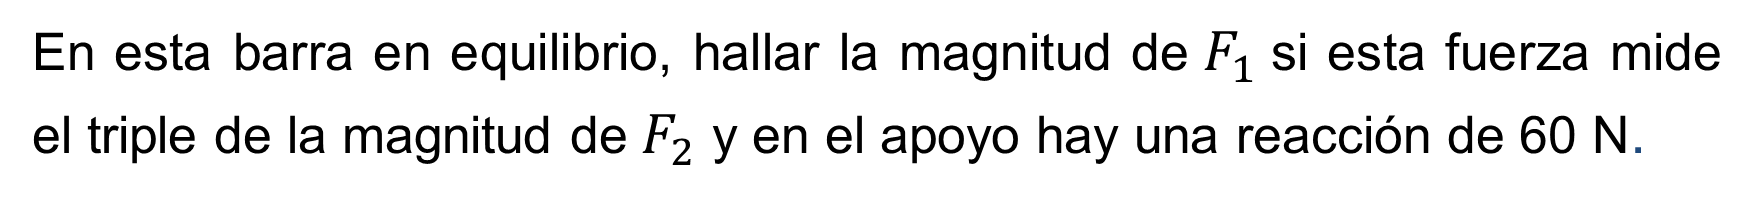 En esta barra en equilibrio, hallar la magnitud de F₁ si esta fuerza mide
el triple de la magnitud de F₂ y en el apoyo hay una reacción de 60 N.